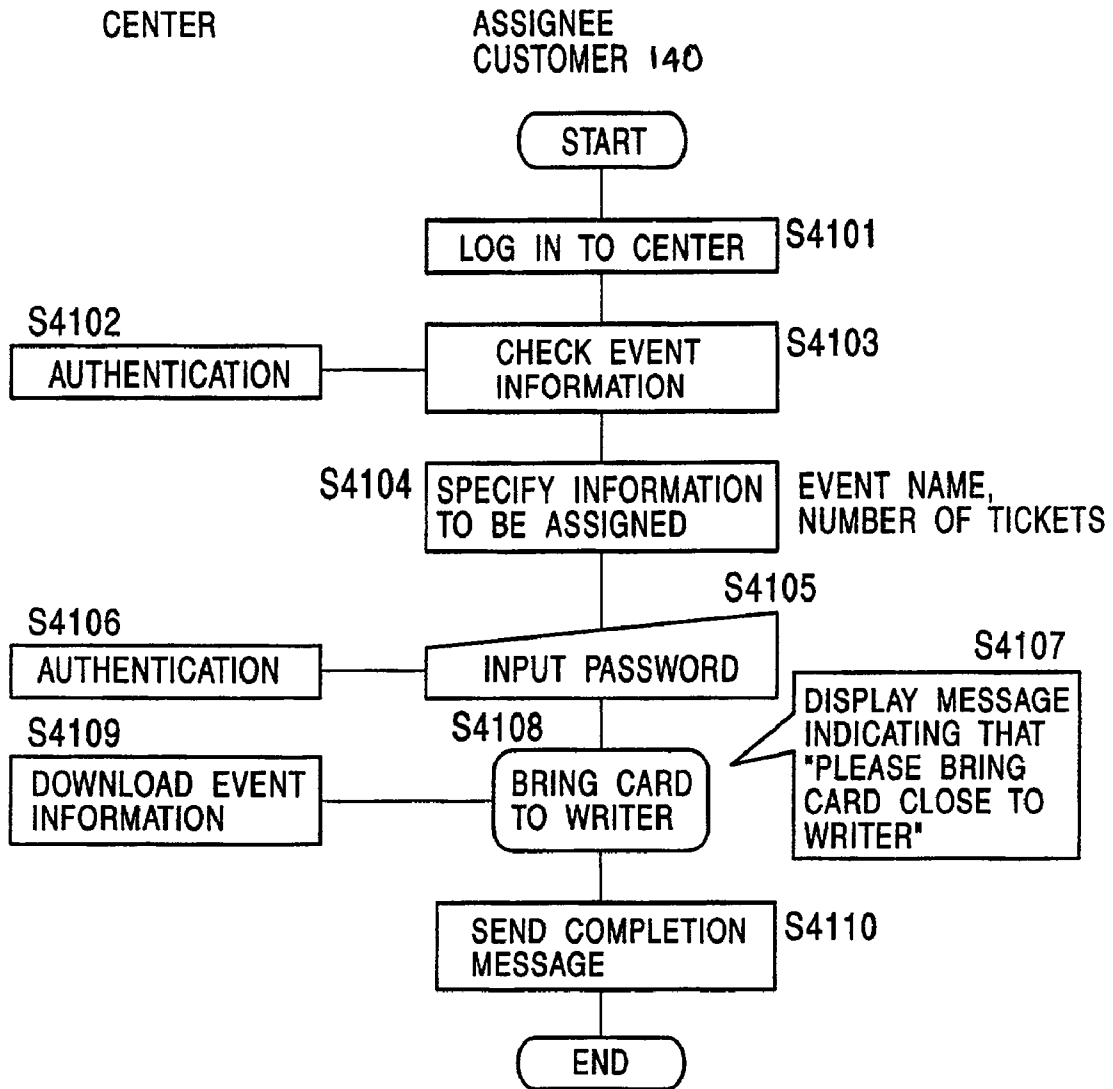 CENTER
ASSIGNEE
CUSTOMER 140
START
LOG IN TO CENTER
S4101
S4102
AUTHENTICATION
CHECK EVENT
INFORMATION
S4103
S4104
SPECIFY INFORMATION
TO BE ASSIGNED
EVENT NAME,
NUMBER OF TICKETS
S4105
S4106
AUTHENTICATION
INPUT PASSWORD
S4107
DISPLAY MESSAGE
INDICATING THAT
"PLEASE BRING
CARD CLOSE TO
WRITER"
S4108
S4109
DOWNLOAD EVENT
INFORMATION
BRING CARD
TO WRITER
SEND COMPLETION
MESSAGE
S4110
END